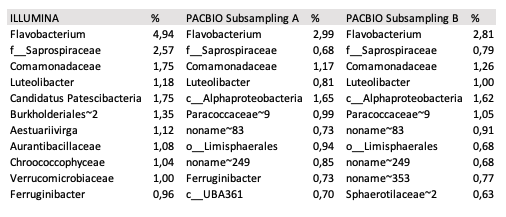 ILLUMINA % PACBIO Subsampling A % PACBIO Subsampling B %
Flavobacterium 4,94 Flavobacterium 2,99 Flavobacterium 2,81
f__Saprospiraceae 2,57 f__Saprospiraceae 0,68 f__Saprospiraceae 0,79
Comamonadaceae 1,75 Comamonadaceae 1,17 Comamonadaceae 1,26
Luteolibacter 1,18 Luteolibacter 0,81 Luteolibacter 1,00
Candidatus Patescibacteria 1,75 c__Alphaproteobacteria 1,65 c__Alphaproteobacteria 1,62
Burkholderiales~2 1,35 Paracoccaceae~9 0,99 Paracoccaceae~9 1,05
Aestuariivirga 1,12 noname~83 0,73 noname~83 0,91
Aurantibacillaceae 1,08 o__Limisphaerales 0,94 o__Limisphaerales 0,68
Chroococcophyceae 1,04 noname~249 0,85 noname~249 0,68
Verrucomicrobiaceae 1,00 Ferruginibacter 0,73 noname~353 0,77
Ferruginibacter 0,96 c__UBA361 0,70 Sphaerotilaceae~2 0,63